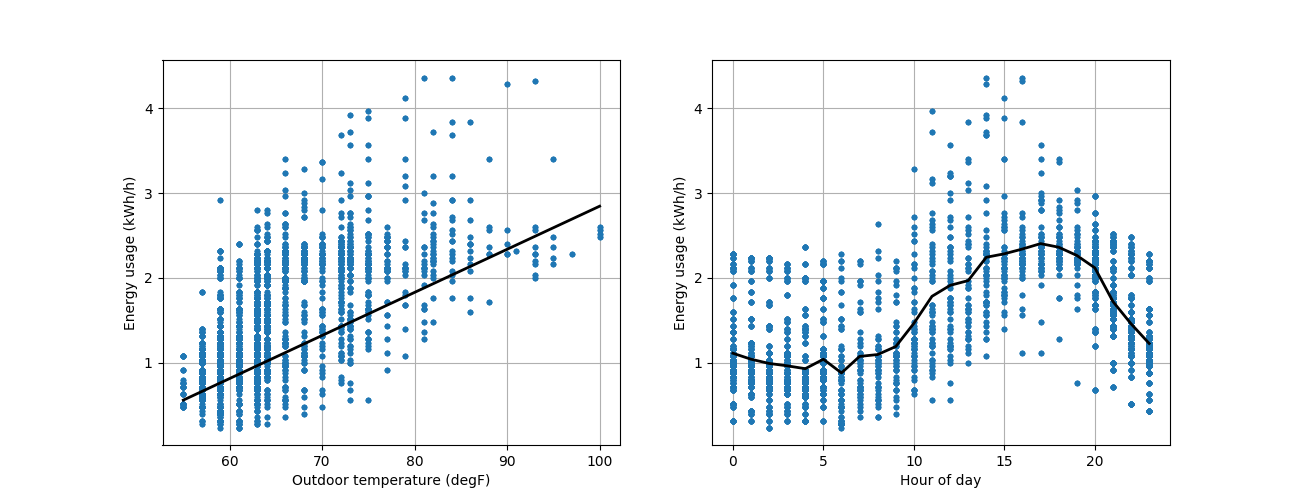 Energy usage (kWh/h)
4
3
2
1
60 70 80 90 100
Outdoor temperature (degF)
Energy usage (kWh/h)
4
3
2
1
0 5 10 15 20
Hour of day